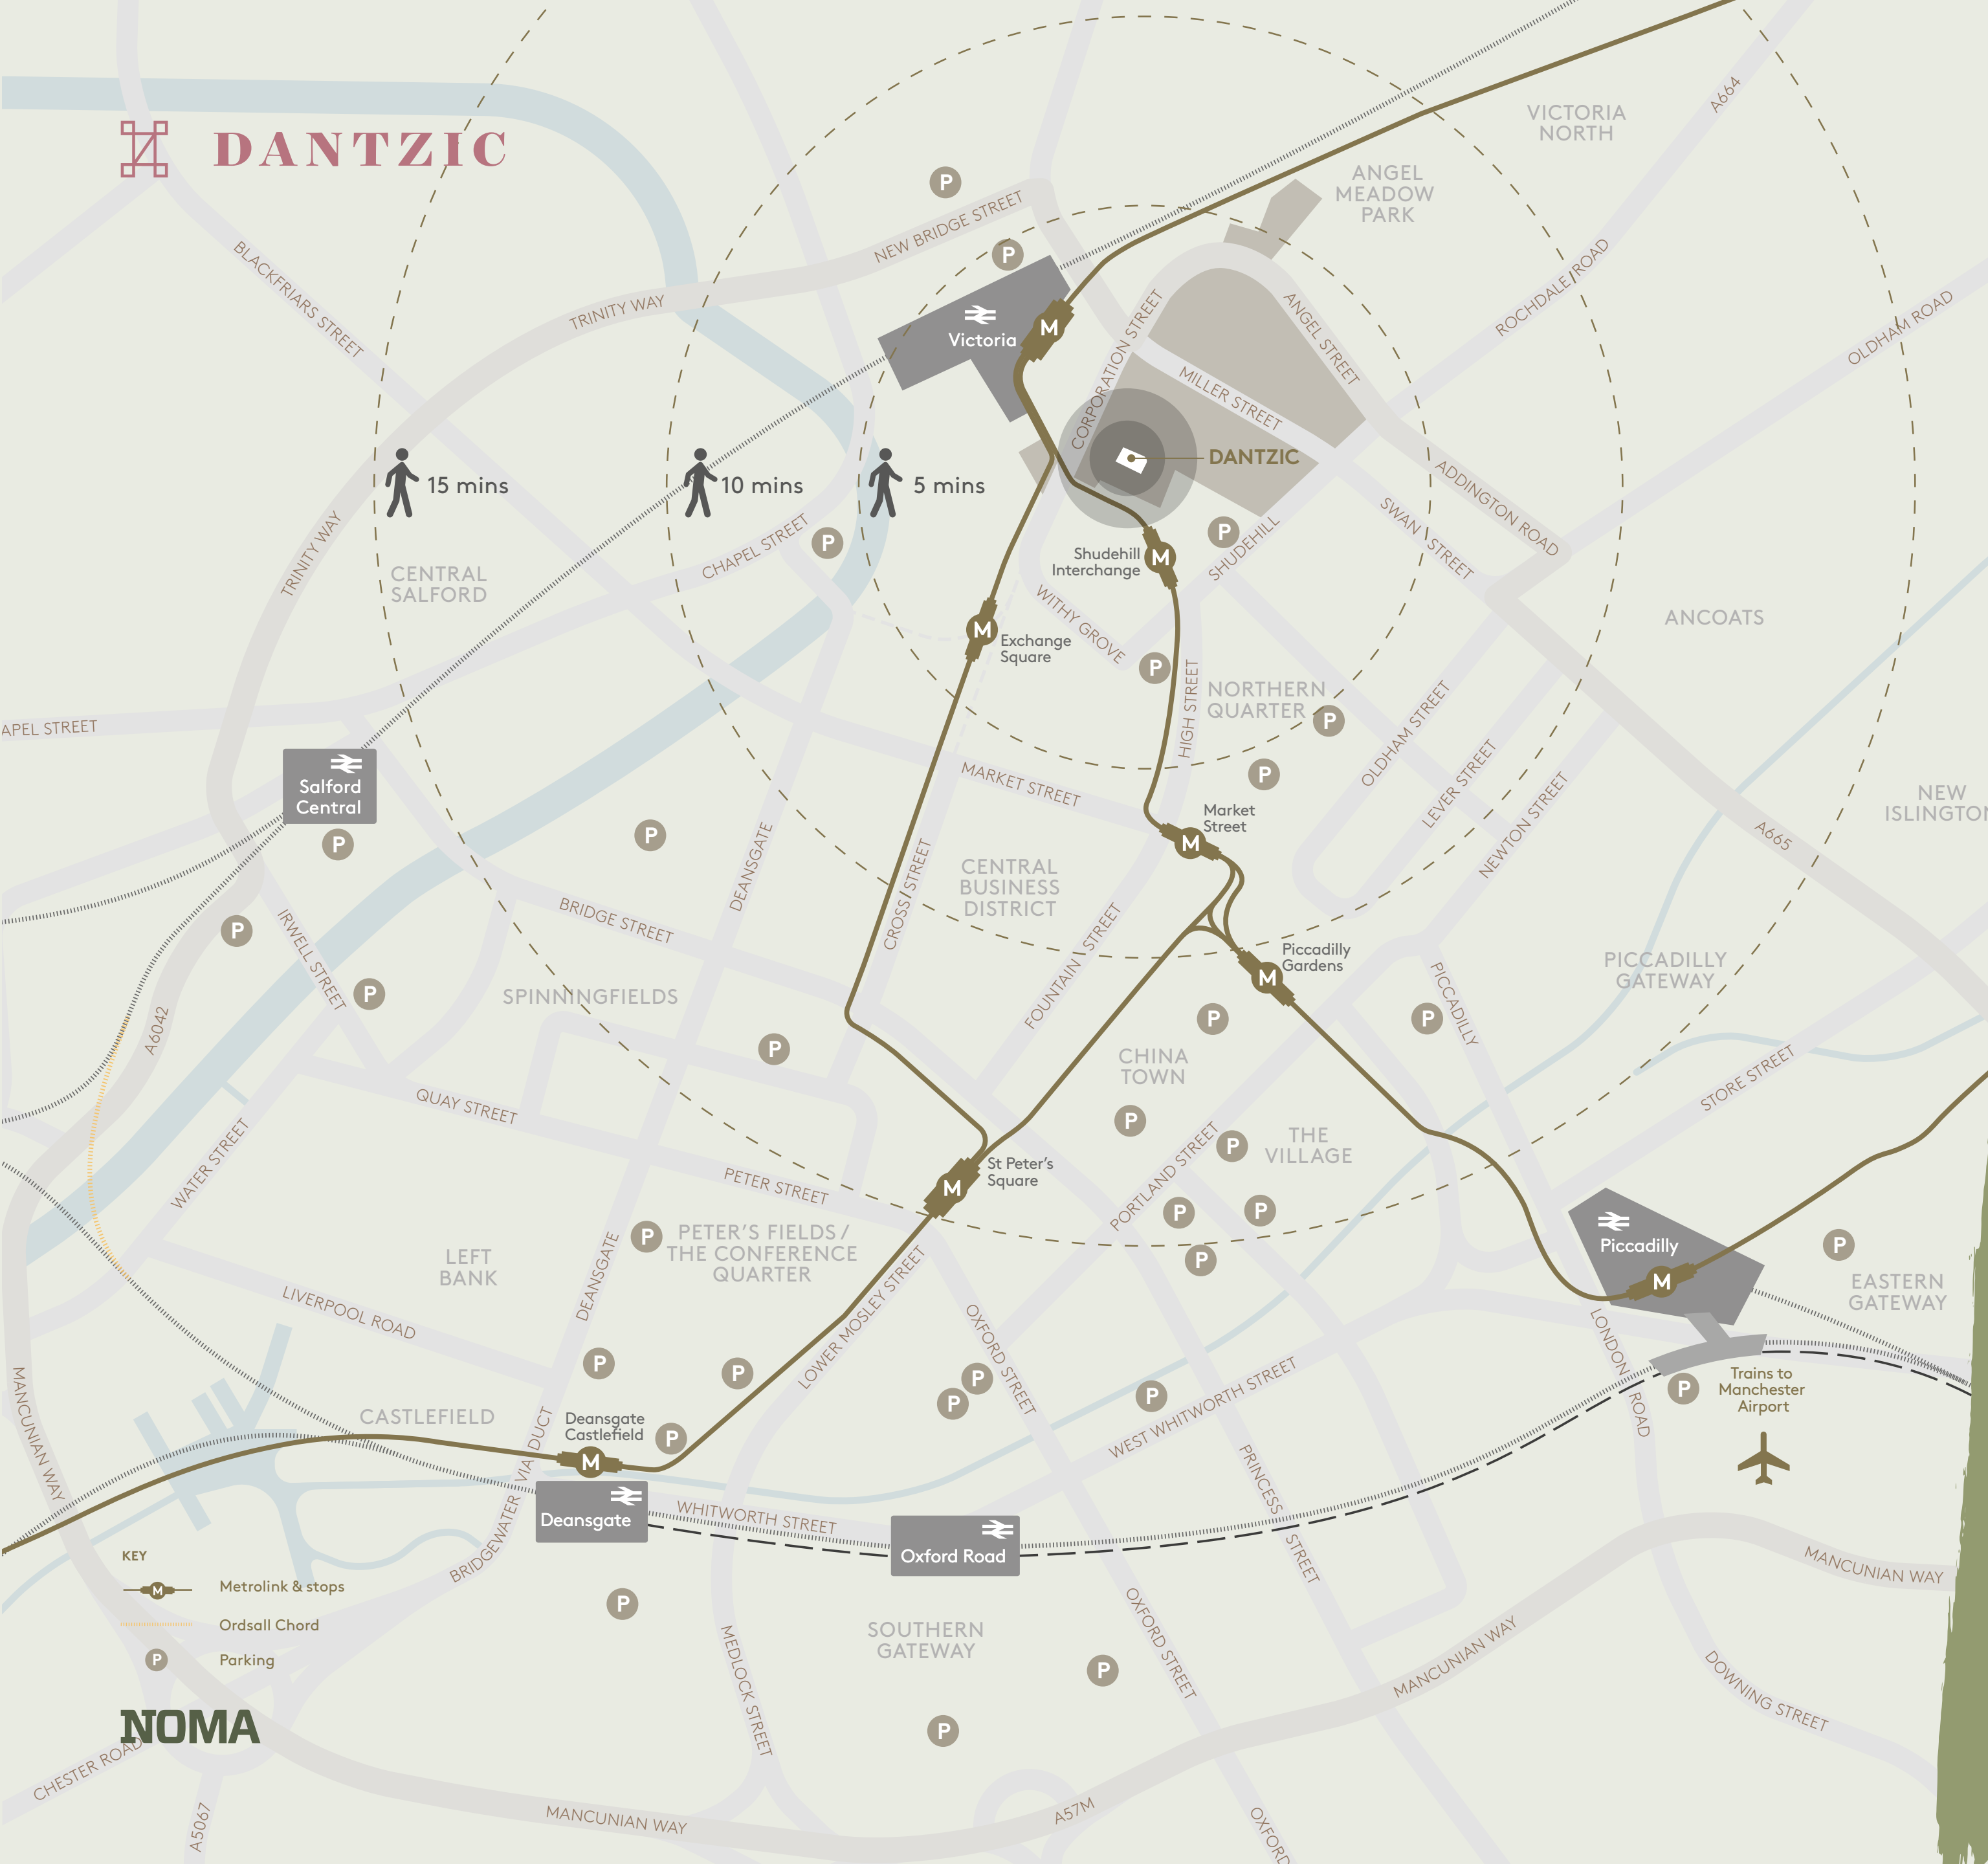 VICTORIA
NORTH
A664
DANTZIC
ANGEL
MEADOW
PARK
P
NEW BRIDGE STREET
P
BLACKFRIARS STREET
TRINITY WAY
ROCHDALE ROAD
OLDHAM ROAD
Victoria
M
CORPORATION STREET
ANGEL STREET
MILLER STREET
DANTZIC
15 mins
10 mins
5 mins
ADDINGTON ROAD
SWAN STREET
TRINITY WAY
CHAPEL STREET
P
P
SHUDEHILL
Shudehill
Interchange
M
CENTRAL
SALFORD
WITHY GROVE
ANCOATS
M
Exchange
Square
P
HIGH STREET
NORTHERN
QUARTER
P
OLDHAM STREET
APEL STREET
Salford
Central
P
P
MARKET STREET
P
LEVER STREET
NEWTON STREET
NEW
ISLINGTON
A665
Market
Street
M
DEANSGATE
CROSS STREET
CENTRAL
BUSINESS
DISTRICT
BRIDGE STREET
IRWELL STREET
P
P
FOUNTAIN STREET
Piccadilly
Gardens
M
PICCADILLY
GATEWAY
PICCADILLY
SPINNINGFIELDS
A6042
P
P
P
CHINA
TOWN
STORE STREET
QUAY STREET
P
WATER STREET
THE
VILLAGE
P
PORTLAND STREET
St Peter's
Square
M
PETER STREET
P
P
P
Piccadilly
M
P
P
PETER'S FIELDS /
THE CONFERENCE
QUARTER
LEFT
BANK
DEANSGATE
LOWER MOSLEY STREET
EASTERN
GATEWAY
LIVERPOOL ROAD
OXFORD STREET
LONDON ROAD
P
P
P
P
P
P
Trains to
Manchester
Airport
WEST WHITWORTH STREET
MANCUNIAN WAY
CASTLEFIELD
Deansgate
Castlefield
M
P
BRIDGEWATER VIADUCT
Deansgate
WHITWORTH STREET
Oxford Road
PRINCESS STREET
MANCUNIAN WAY
KEY
M
Metrolink & stops
Ordsall Chord
P
Parking
P
SOUTHERN
GATEWAY
OXFORD STREET
P
MEDLOCK STREET
MANCUNIAN WAY
DOWNING STREET
P
NOMA
CHESTER ROAD
A5067
MANCUNIAN WAY
A57M
OXFORD